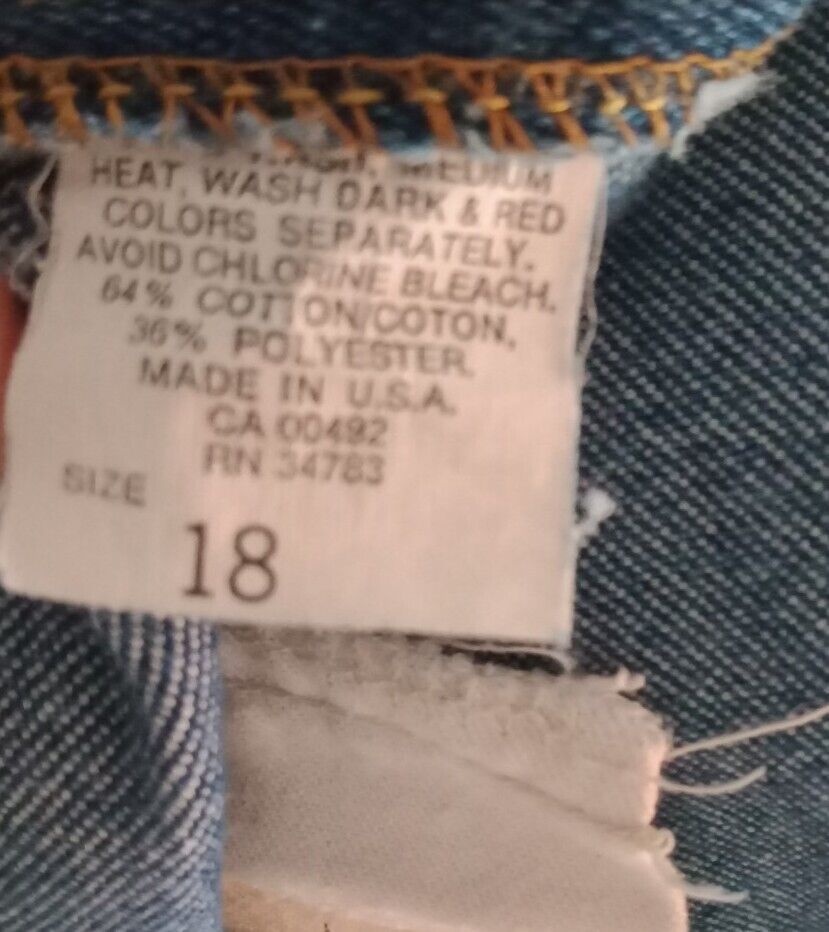 MEDIUM
HEAT, WASH DARK & RED
COLORS SEPARATELY.
AVOID CHLORINE BLEACH.
64% COTTON/COTON,
36% POLYESTER.
MADE IN U.S.A.
CA 00492
RN 34783
SIZE
18